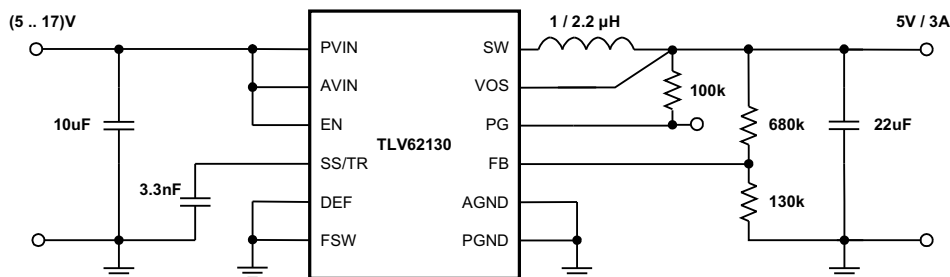 (5 .. 17)V
1 / 2.2 µH
5V / 3A
PVIN
SW
AVIN
VOS
100k
10uF
EN
PG
680k
22uF
TLV62130
SS/TR
FB
3.3nF
DEF
AGND
130k
FSW
PGND